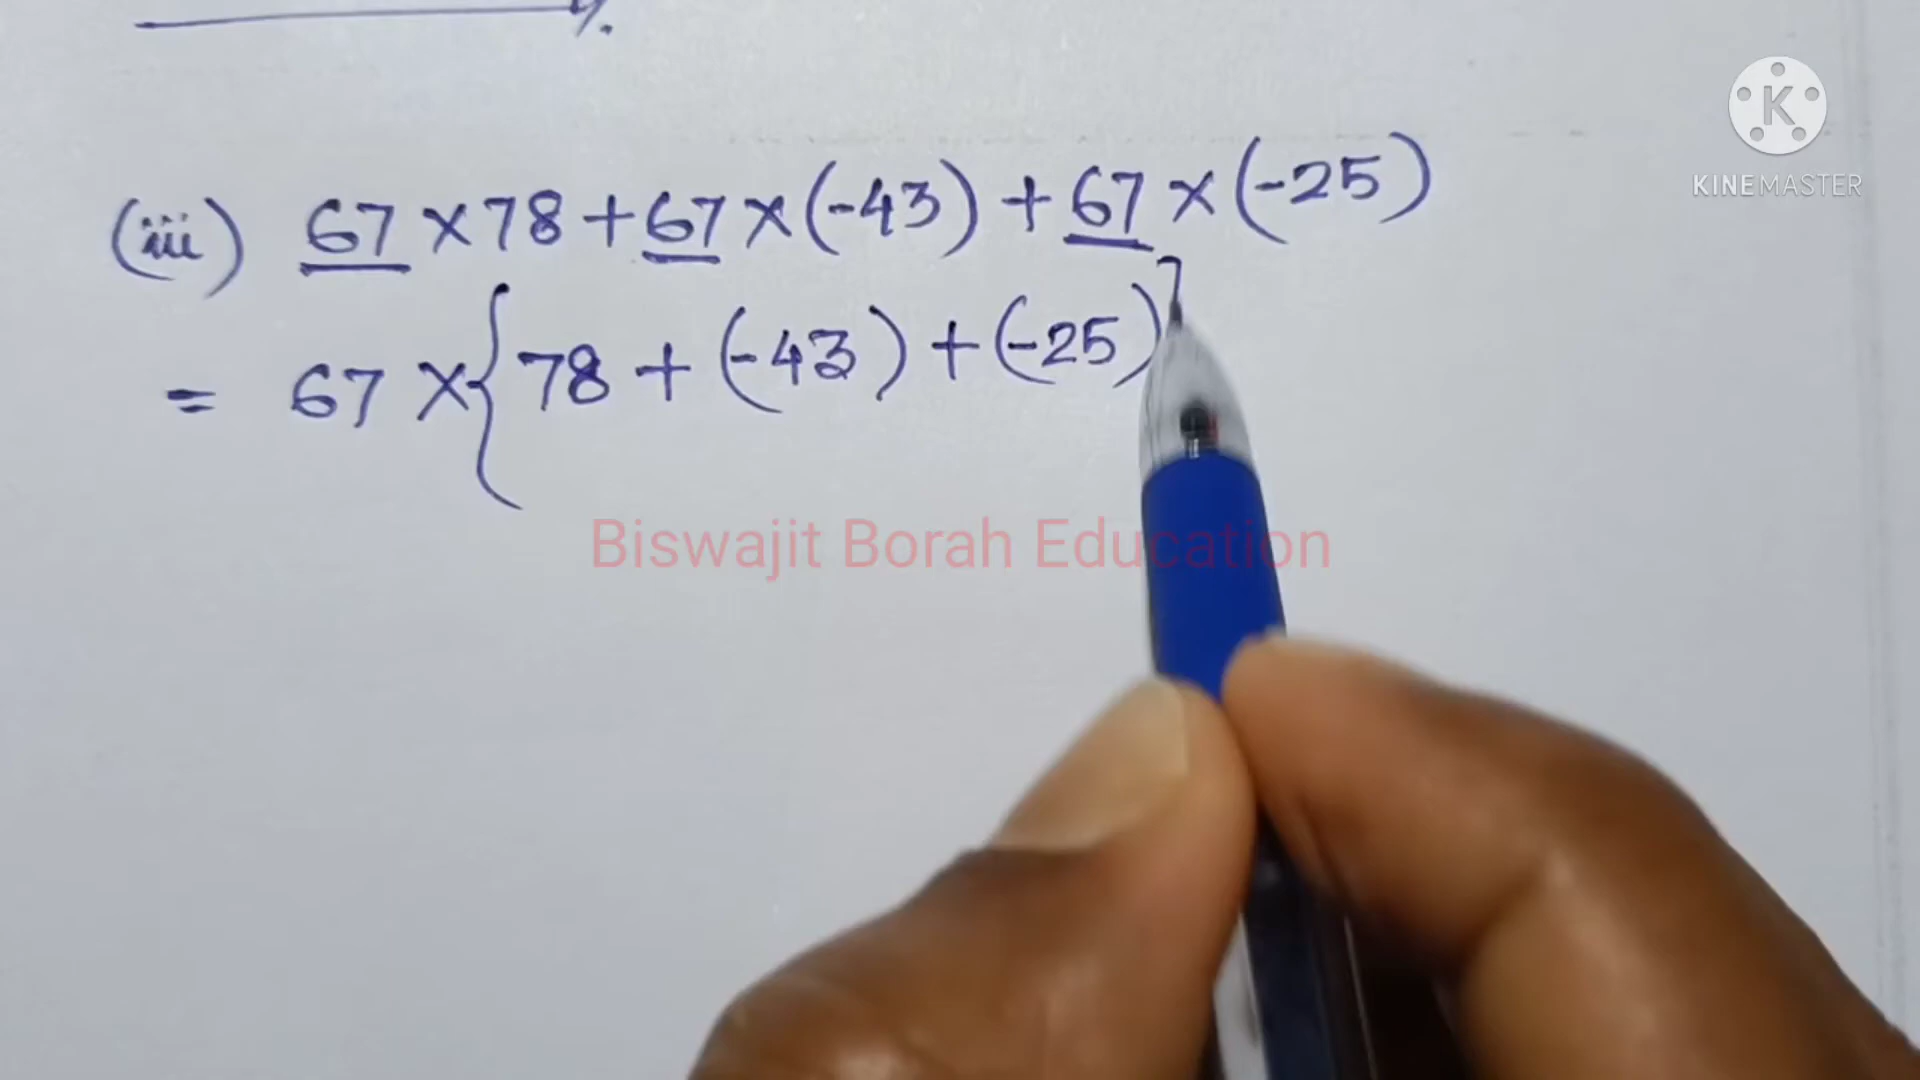 KINEMASTER
(iii) 67 × 78 + 67 × (-43) + 67 × (-25)
= 67 × { 78 + (-43) + (-25)
Biswajit Borah Education